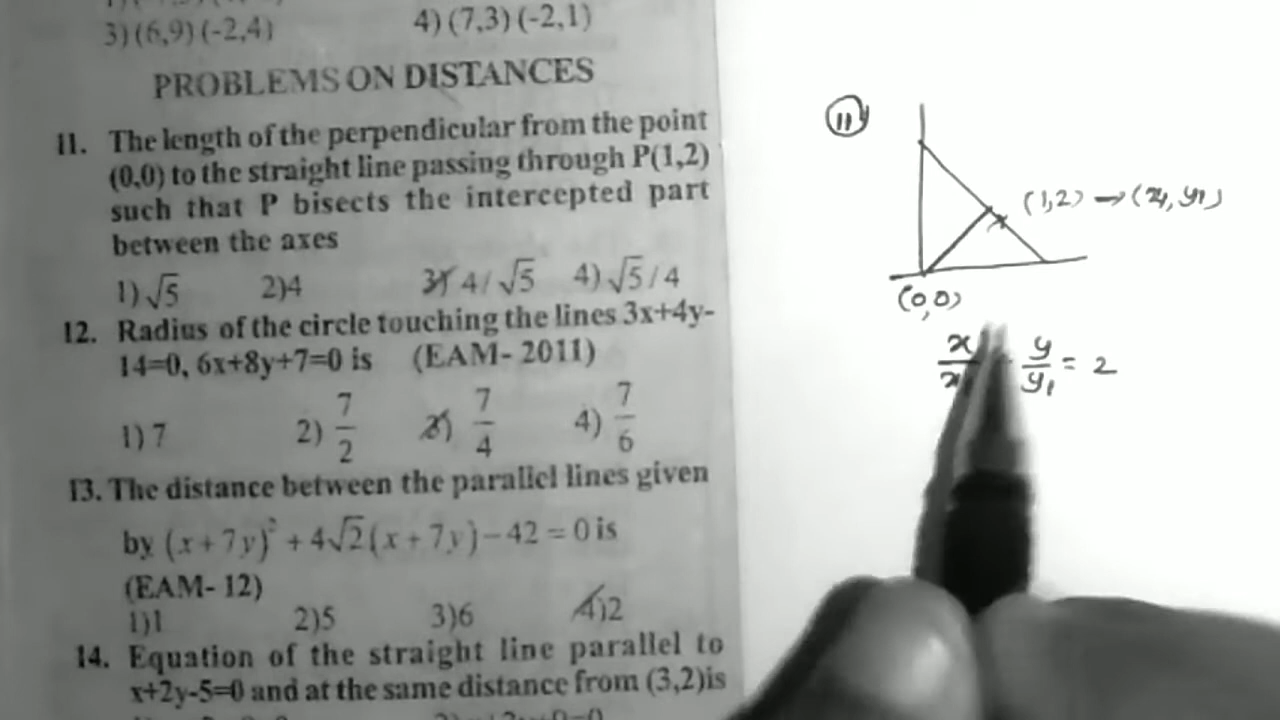 3) (6,9) (-2,4) 4) (7,3) (-2,1)
PROBLEMS ON DISTANCES
11. The length of the perpendicular from the point
(0,0) to the straight line passing through P(1,2)
such that P bisects the intercepted part
between the axes
1) √5 2) 4 3) 4/√5 4) √5/4
12. Radius of the circle touching the lines 3x+4y-
14=0, 6x+8y+7=0 is (EAM- 2011)
1) 7 2) 7/2 3) 7/4 4) 7/6
13. The distance between the parallel lines given
by (x+7y)² + 4√2(x+7y) - 42 = 0 is
(EAM- 12)
1)1 2)5 3)6 4)2
14. Equation of the straight line parallel to
x+2y-5=0 and at the same distance from (3,2)is
11
(1,2) → (x₁, y₁)
(0,0)
x/x₁ y/y₁ = 2